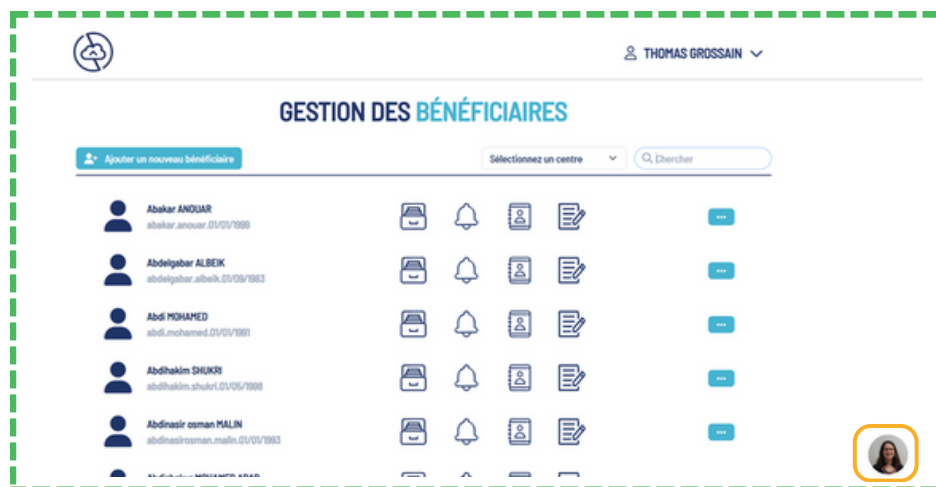 THOMAS GROSSAIN
GESTION DES BÉNÉFICIAIRES
Ajouter un nouveau bénéficiaire
Sélectionnez un centre
Chercher
Abakar ANOUAR
abakar.anouar.01/01/1999
Abdelgabar ALBEIK
abdelgabar.albeik.01/09/1983
Abdi MOHAMED
abdi.mohamed.01/01/1991
Abdihakim SHUKRI
abdihakim.shukri.01/05/1998
Abdinasir osman MALIN
abdinasirosman.malin.01/01/1993